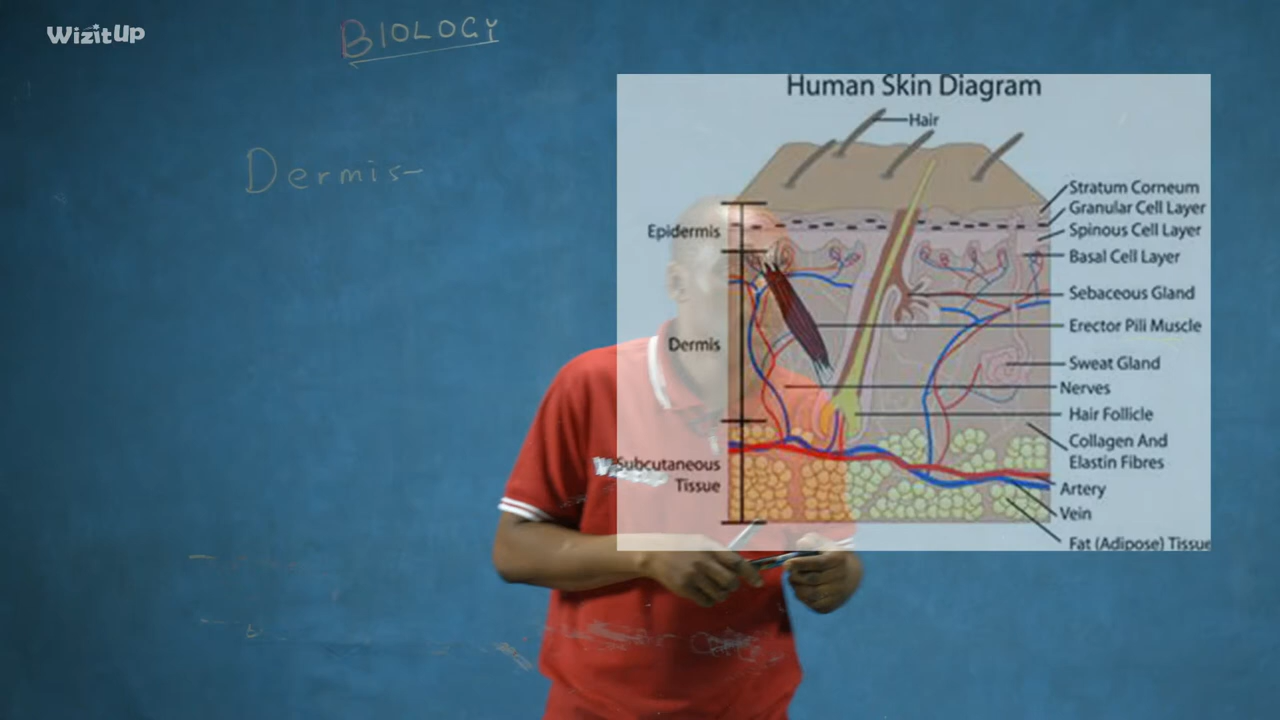 WizitUp
BIOLOGY
Dermis-
Human Skin Diagram
Hair
Stratum Corneum
Granular Cell Layer
Spinous Cell Layer
Basal Cell Layer
Sebaceous Gland
Erector Pili Muscle
Sweat Gland
Nerves
Hair Follicle
Collagen And
Elastin Fibres
Artery
Vein
Fat (Adipose) Tissue
Epidermis
Dermis
Subcutaneous
Tissue